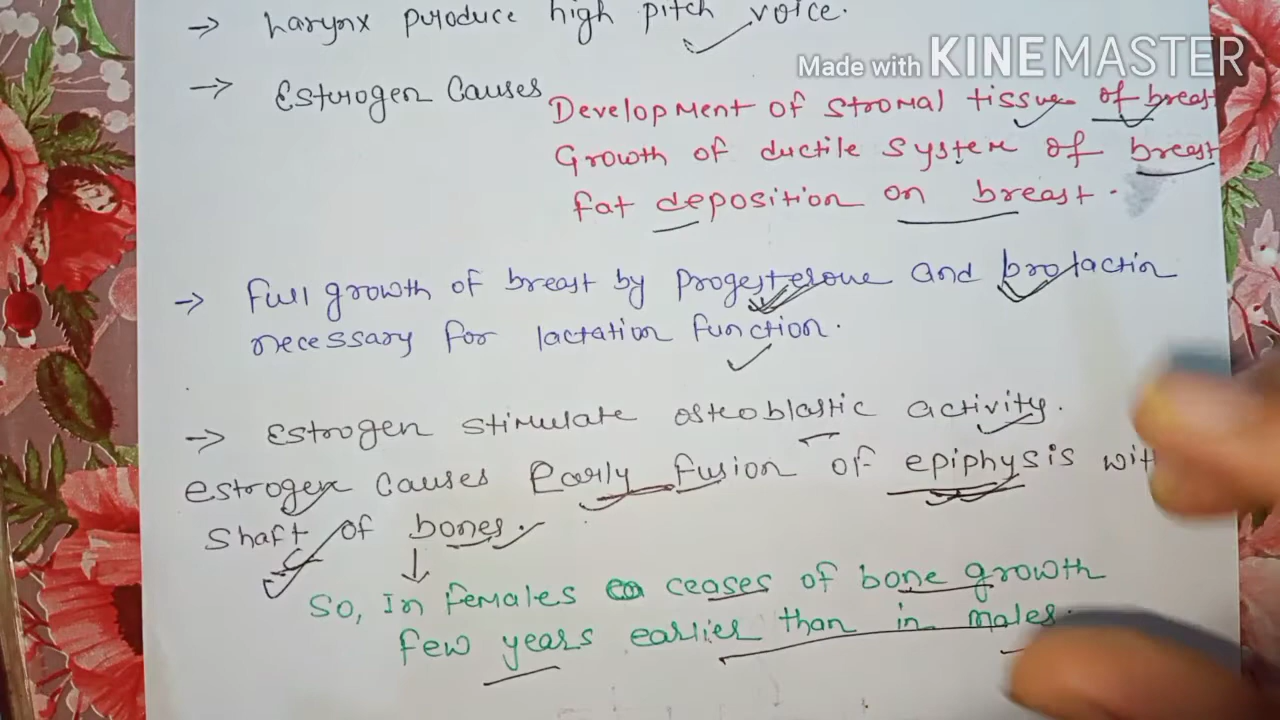 → Larynx produce high pitch voice.
Made with KINEMASTER
→ Estrogen Causes
Development of stromal tissue of breast
Growth of ductile system of breast
fat deposition on breast.
→ Full growth of breast by Progesterone and prolactin
necessary for lactation function.
→ Estrogen stimulate osteoblastic activity.
estrogen causes Early fusion of epiphysis with
shaft of bones.
↓
So, In females ceases of bone growth
few years earlier than in males.